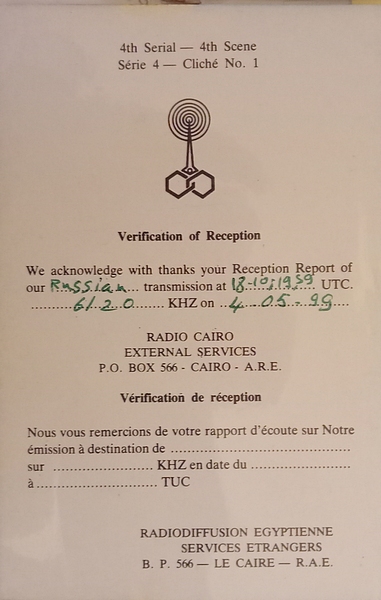 4th Serial — 4th Scene
Série 4 — Cliché No. 1
Verification of Reception
We acknowledge with thanks your Reception Report of
our Russian... transmission at 18-10:1959 UTC.
..........6120......... KHZ on ..4..05.-99....
RADIO CAIRO
EXTERNAL SERVICES
P.O. BOX 566 - CAIRO - A.R.E.
Vérification de réception
Nous vous remercions de votre rapport d'écoute sur Notre
émission à destination de ..............................................
sur .......................... KHZ en date du ..........................
à ............................... TUC
RADIODIFFUSION EGYPTIENNE
SERVICES ETRANGERS
B. P. 566 — LE CAIRE — R.A.E.